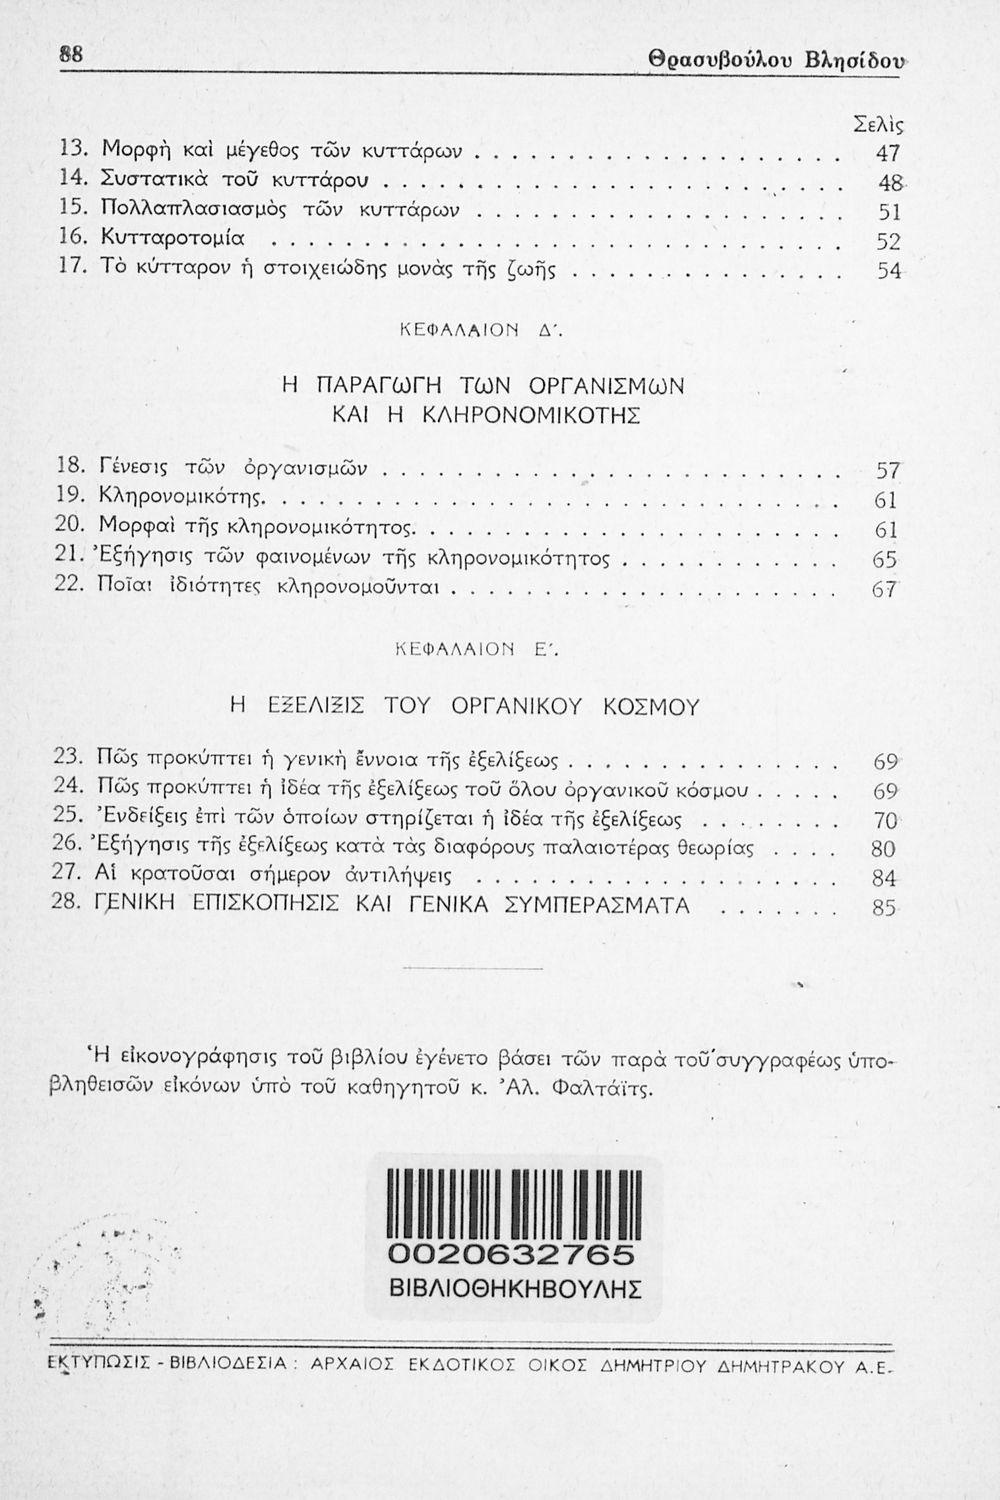 88 Θρασυβούλου Βλησίδου
Σελὶς
13. Μορφὴ καὶ μέγεθος τῶν κυττάρων . . . . . . . . . . . . . . . . . . . . 47
14. Συστατικὰ τοῦ κυττάρου . . . . . . . . . . . . . . . . . . . . . . . . . 48
15. Πολλαπλασιασμὸς τῶν κυττάρων . . . . . . . . . . . . . . . . . . . . 51
16. Κυτταροτομία . . . . . . . . . . . . . . . . . . . . . . . . . . . . . . . 52
17. Τὸ κύτταρον ἡ στοιχειώδης μονὰς τῆς ζωῆς . . . . . . . . . . . . . . . 54
ΚΕΦΑΛΑΙΟΝ Δ΄.
Η ΠΑΡΑΓΩΓΗ ΤΩΝ ΟΡΓΑΝΙΣΜΩΝ
ΚΑΙ Η ΚΛΗΡΟΝΟΜΙΚΟΤΗΣ
18. Γένεσις τῶν ὀργανισμῶν . . . . . . . . . . . . . . . . . . . . . . . . . 57
19. Κληρονομικότης. . . . . . . . . . . . . . . . . . . . . . . . . . . . . . . 61
20. Μορφαὶ τῆς κληρονομικότητος. . . . . . . . . . . . . . . . . . . . . . . 61
21. Ἐξήγησις τῶν φαινομένων τῆς κληρονομικότητος . . . . . . . . . . . . 65
22. Ποῖαι ἰδιότητες κληρονομοῦνται . . . . . . . . . . . . . . . . . . . . . 67
ΚΕΦΑΛΑΙΟΝ Ε΄.
Η ΕΞΕΛΙΞΙΣ ΤΟΥ ΟΡΓΑΝΙΚΟΥ ΚΟΣΜΟΥ
23. Πῶς προκύπτει ἡ γενικὴ ἔννοια τῆς ἐξελίξεως . . . . . . . . . . . . . . . 69
24. Πῶς προκύπτει ἡ ἰδέα τῆς ἐξελίξεως τοῦ ὅλου ὀργανικοῦ κόσμου . . . . . 69
25. Ἐνδείξεις ἐπὶ τῶν ὁποίων στηρίζεται ἡ ἰδέα τῆς ἐξελίξεως . . . . . . . . 70
26. Ἐξήγησις τῆς ἐξελίξεως κατὰ τὰς διαφόρους παλαιοτέρας θεωρίας . . . . 80
27. Αἱ κρατοῦσαι σήμερον ἀντιλήψεις . . . . . . . . . . . . . . . . . . . . 84
28. ΓΕΝΙΚΗ ΕΠΙΣΚΟΠΗΣΙΣ ΚΑΙ ΓΕΝΙΚΑ ΣΥΜΠΕΡΑΣΜΑΤΑ . . . . . . . 85
Ἡ εἰκονογράφησις τοῦ βιβλίου ἐγένετο βάσει τῶν παρὰ τοῦ συγγραφέως ὑπο-
βληθεισῶν εἰκόνων ὑπὸ τοῦ καθηγητοῦ κ. Ἀλ. Φαλτάϊτς.
0020632765
ΒΙΒΛΙΟΘΗΚΗΒΟΥΛΗΣ
ΕΚΤΥΠΩΣΙΣ - ΒΙΒΛΙΟΔΕΣΙΑ : ΑΡΧΑΙΟΣ ΕΚΔΟΤΙΚΟΣ ΟΙΚΟΣ ΔΗΜΗΤΡΙΟΥ ΔΗΜΗΤΡΑΚΟΥ Α.Ε.